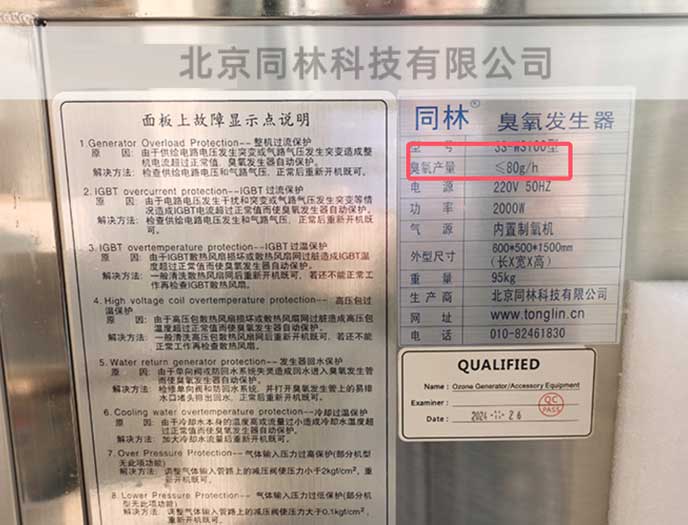 北京同林科技有限公司
面板上故障显示点说明
1.Generator Overload Protection--整机过流保护
原 因: 由于供给电路电压发生突变或气路气压发生突变造成整
机电流超过正常值, 臭氧发生器自动保护。
解决方法: 检查供给电路电压和气路气压, 正常后重新开机既可。
2. IGBT overcurrent protection--IGBT 过流保护
原 因: 由于电路电压发生干扰和突变或气路气压发生突变等情
况造成IGBT电流超过正常值而使臭氧发生器自动保护。
解决方法: 检查供给电路电压和气压, 正常后重新开机既
可。
3. IGBT overtemperature protection--IGBT过温保护
原 因: 由于IGBT散热风扇损坏或散热风扇网过脏造成IGBT温
度超过正常值而使臭氧发生器自动保护。
解决方法: 一般清洗散热风扇网后重新开机既可, 若还不能正常工
作再检查散热风扇。
4. High voltage coil overtemperature protection-- 高压包过
温保护
原 因: 由于高压包散热风扇损坏或散热风扇网过脏造成高压包
温度超过正常值而使臭氧发生器自动保护。
解决方法: 一般清洗高压包散热风扇网后重新开机既可, 若还不能
正常工作再检查散热风扇。
5. Water return generator protection--发生器回水保护
原 因: 由于单向阀或防回水系统失灵造成回水进入臭氧发生管
而使臭氧发生器自动保护。
解决方法: 检修单向阀和防回水系统, 并打开臭氧发生管上的易排
水口堵头排出回水, 正常后重新开机既可。
6. Cooling water overtemperature protection--冷却过温保护
原 因: 由于冷却水本身的温度高或流量过小造成冷却水温度超
过正常值而使臭氧发生器自动保护。
解决方法: 加大冷却水流量后重新开机既可。
7. Over Pressure Protection-- 气体输入压力过高保护(部分机
型无此项功能)
解决方法: 调整气体输入管路上的减压阀使压力小于2kgf/cm², 重
新开机既可。
8. Lower Pressure Protection-- 气体输入压力过低保护(部分机
型无此项功能)
解决方法: 调整气体输入管路上的减压阀使压力大于0.1kgf/cm²,
重新开机既可。
同林® 臭氧发生器
型 号 3S-W3100型
臭氧产量 ≤80g/h
电 源 220V 50HZ
功 率 2000W
气 源 内置制氧机
外型尺寸 600*500*1500mm
(长X宽X高)
重 量 95kg
生 产 商 北京同林科技有限公司
网 址 www.tonglin.cn
电 话 010-82461830
QUALIFIED
Name : Ozone Generator/Accessory Equipment
Examiner : QC PASS
Date : 2024-11-26